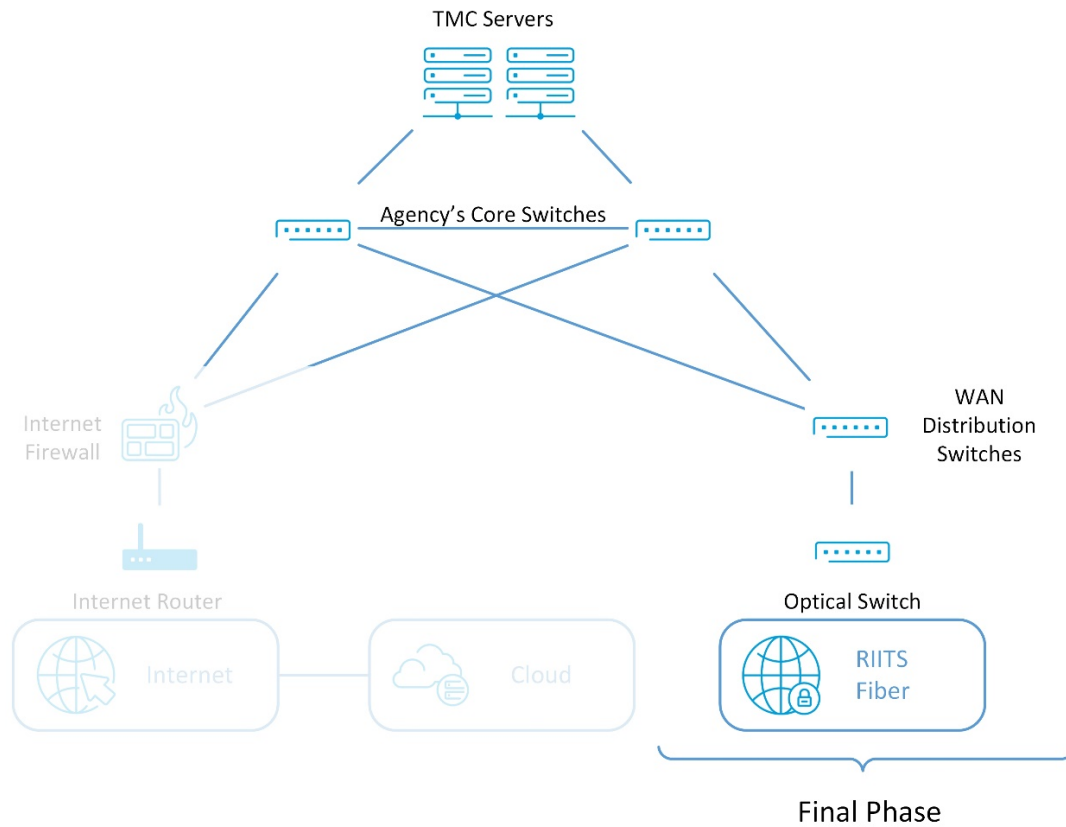 TMC Servers
Agency’s Core Switches
Internet
Firewall
WAN
Distribution
Switches
Internet Router
Optical Switch
Internet
Cloud
RIITS
Fiber
Final Phase